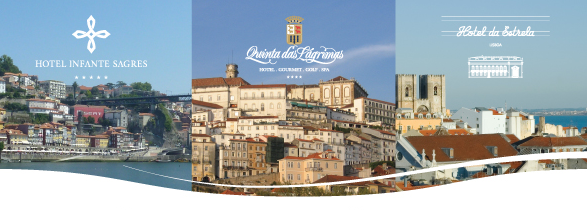 HOTEL INFANTE SAGRES
Quinta das Lágrimas
HOTEL . GOURMET . GOLF . SPA
Hotel da Estrela
LISBOA